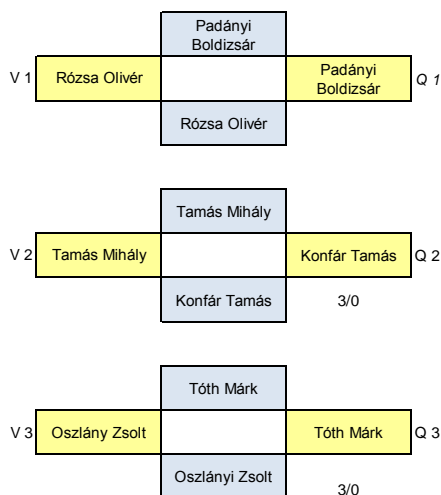 Padányi
Boldizsár
V 1 Rózsa Olivér
Padányi
Boldizsár
Q 1
Rózsa Olivér
Tamás Mihály
V 2 Tamás Mihály Konfár Tamás Q 2
Konfár Tamás 3/0
Tóth Márk
V 3 Oszlány Zsolt Tóth Márk Q 3
Oszlányi Zsolt 3/0